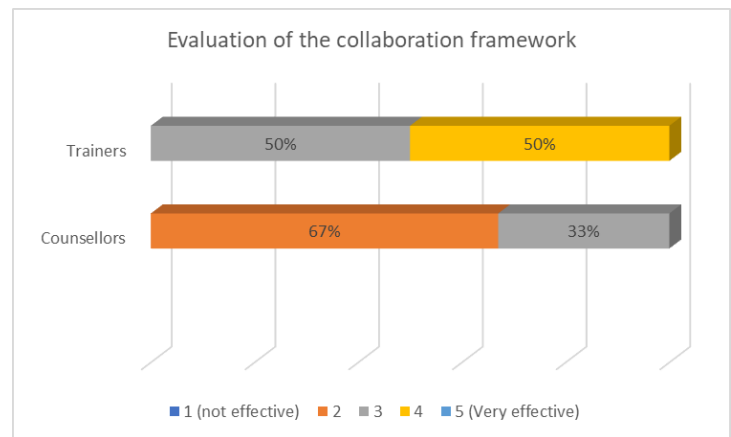 Evaluation of the collaboration framework
Trainers
50%
50%
Counsellors
67%
33%
1 (not effective) 2 3 4 5 (Very effective)